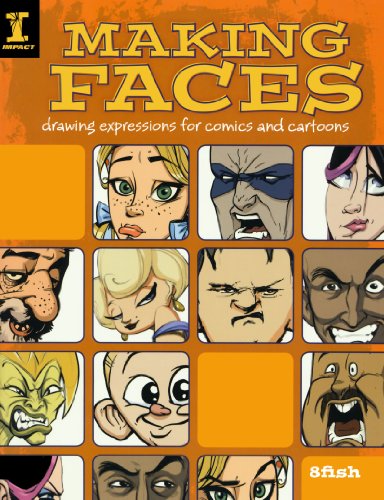 IMPACT
MAKING
FACES
drawing expressions for comics and cartoons
8fish